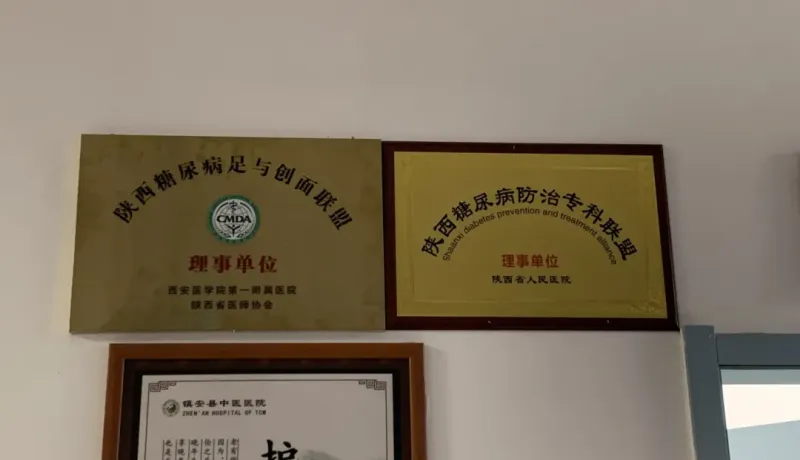 陕西糖尿病足与创面联盟
CMDA
理事单位
西安医学院第一附属医院
陕西省医师协会
陕西糖尿病防治专科联盟
Shaanxi diabetes prevention and treatment alliance
理事单位
陕西省人民医院
镇安县中医医院
ZHEN'AN HOSPITAL OF TCM